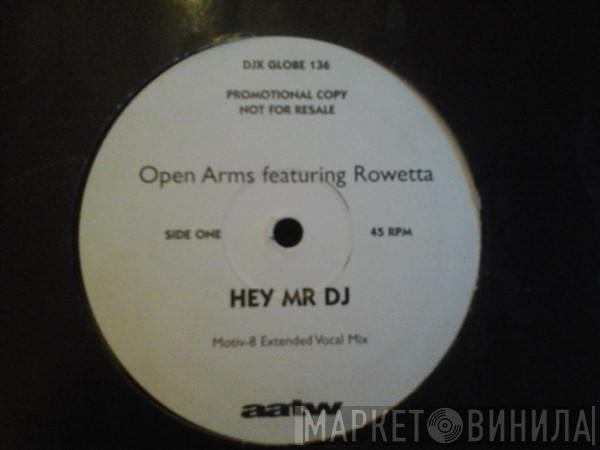 DJX GLOBE 136
PROMOTIONAL COPY
NOT FOR RESALE
Open Arms featuring Rowetta
SIDE ONE
45 RPM
HEY MR DJ
Motiv-8 Extended Vocal Mix
aatw
МАРКЕТ ВИНИЛА